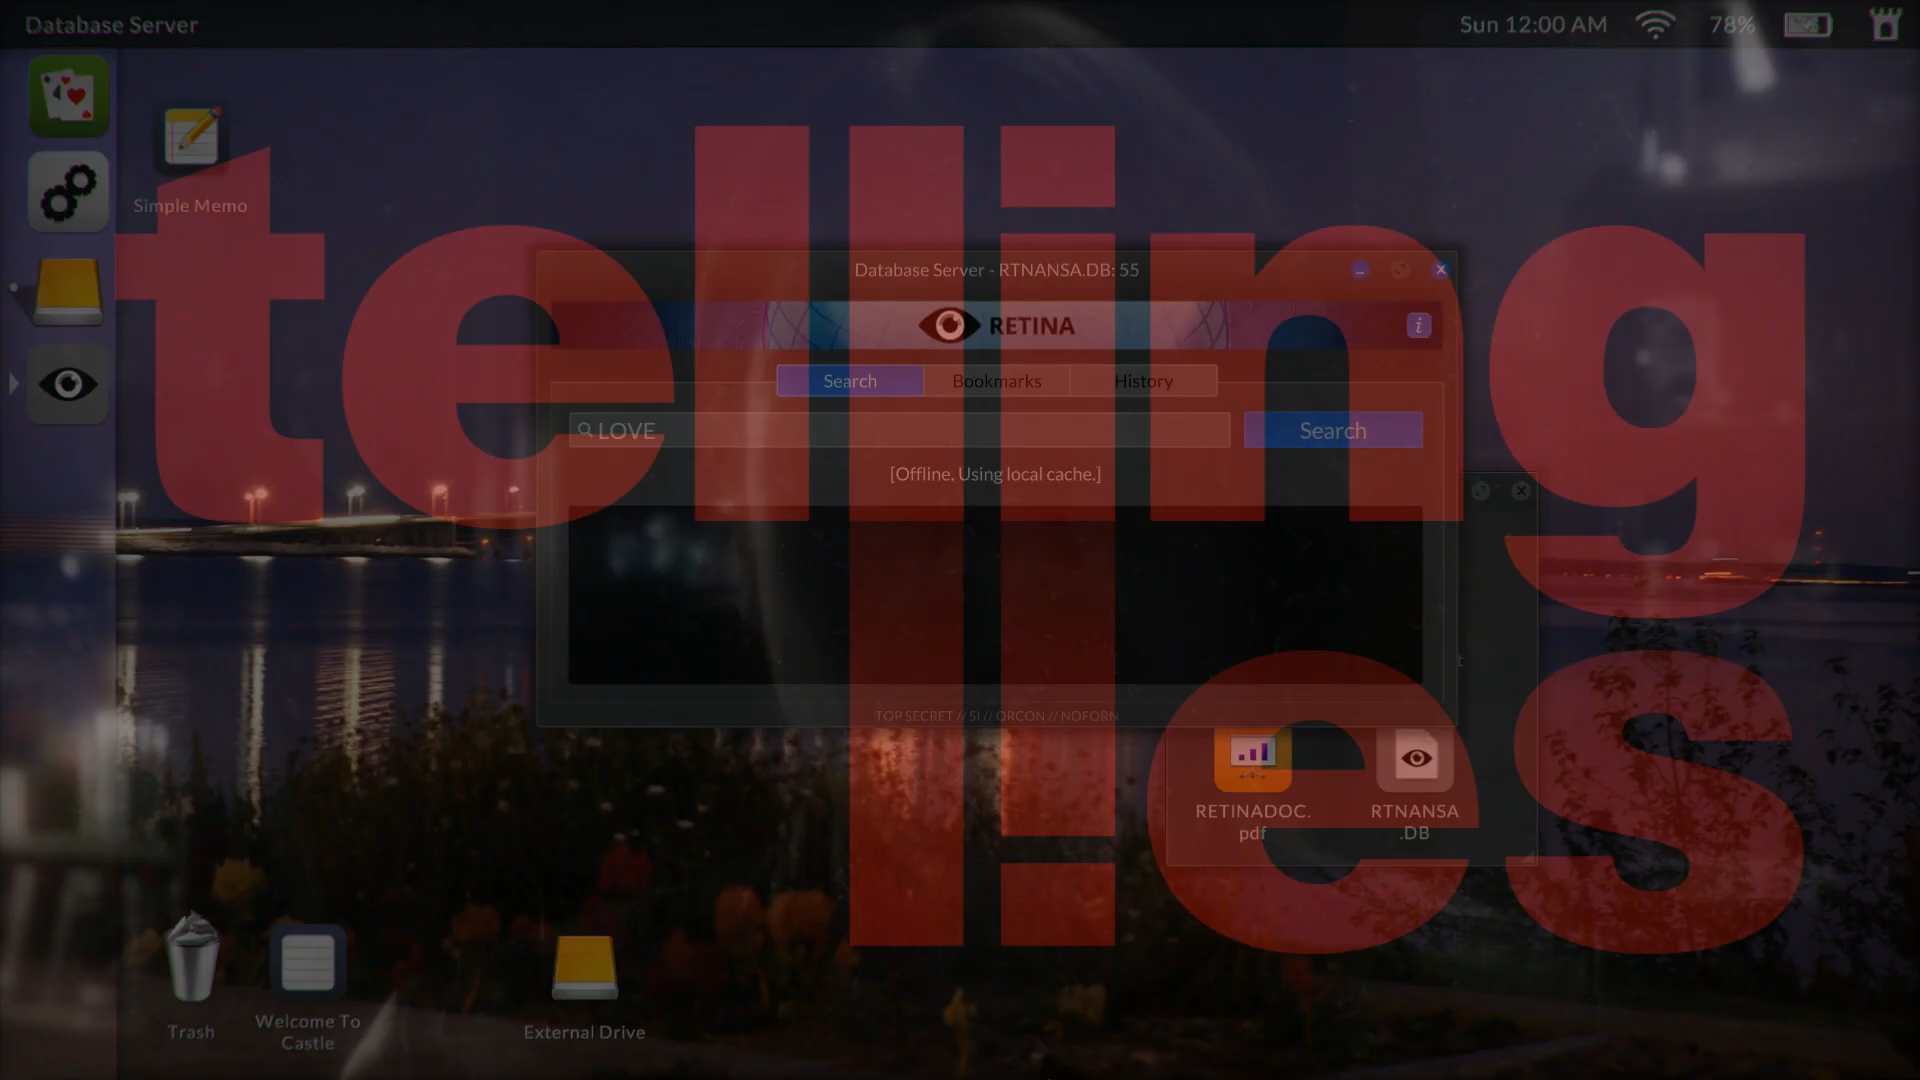 Database Server
Sun 12:00 AM
78%
Simple Memo
telling
lies
Database Server - RTNANSA.DB: 55
RETINA
i
Search
Bookmarks
History
LOVE
Search
[Offline. Using local cache.]
TOP SECRET // SI // ORCON // NOFORN
RETINADOC.
pdf
RTNANSA
.DB
Trash
Welcome To
Castle
External Drive